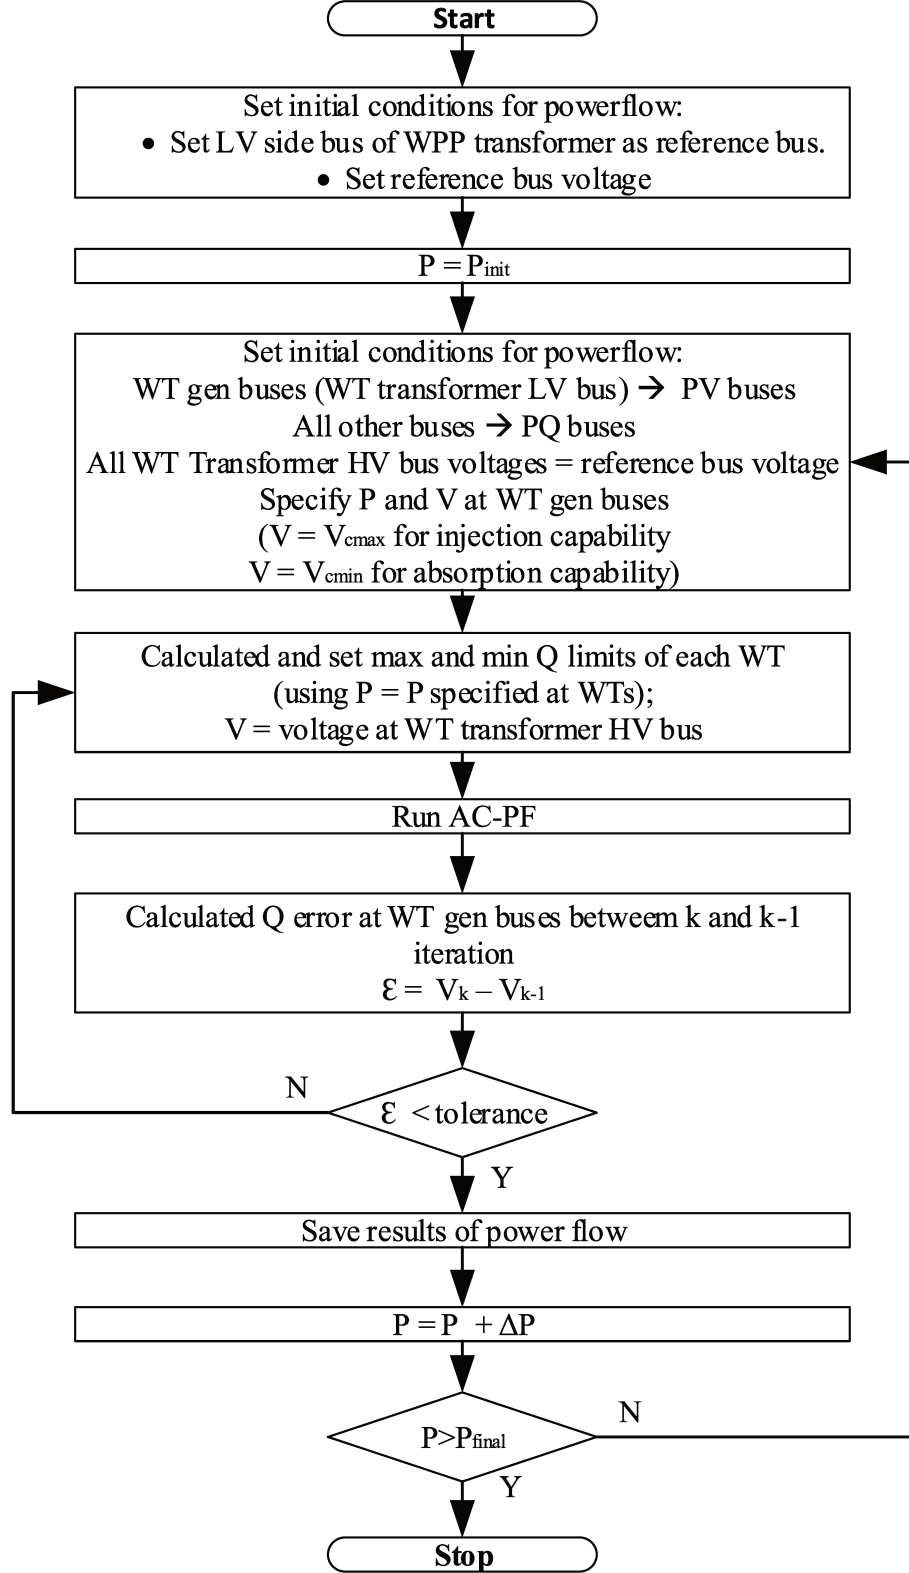 Start
Set initial conditions for powerflow:
• Set LV side bus of WPP transformer as reference bus.
• Set reference bus voltage
P = Pinit
Set initial conditions for powerflow:
WT gen buses (WT transformer LV bus) → PV buses
All other buses → PQ buses
All WT Transformer HV bus voltages = reference bus voltage
Specify P and V at WT gen buses
(V = Vcmax for injection capability
V = Vcmin for absorption capability)
Calculated and set max and min Q limits of each WT
(using P = P specified at WTs);
V = voltage at WT transformer HV bus
Run AC-PF
Calculated Q error at WT gen buses betweem k and k-1
iteration
Ɛ = Vk – Vk-1
N
Ɛ < tolerance
Y
Save results of power flow
P = P + ΔP
N
P>Pfinal
Y
Stop